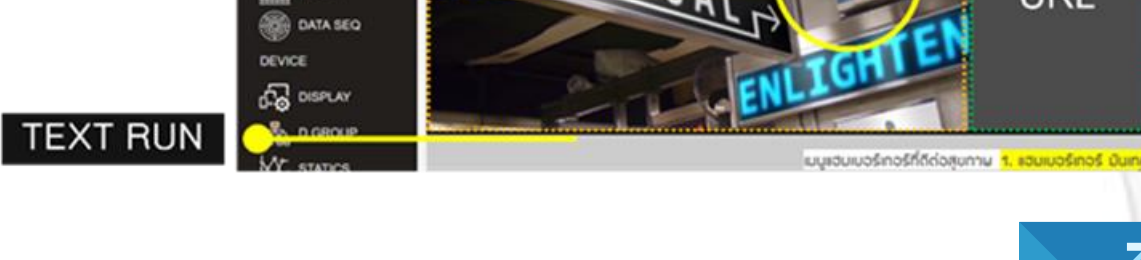 DATA SEQ
DEVICE
DISPLAY
D.GROUP
STATICS
TEXT RUN
ENLIGHTEN
URL
เมนูแฮมเบอร์เกอร์ที่ดีต่อสุขภาพ 1. แฮมเบอร์เกอร์